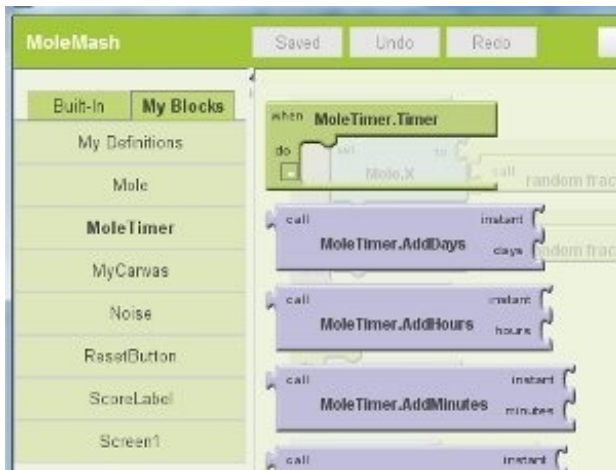 MoleMash
Saved Undo Redo
Built-In My Blocks
My Definitions
Mole
MoleTimer
MyCanvas
Noise
ResetButton
ScoreLabel
Screen1
when MoleTimer.Timer
do
set to
Mole.X
call
random frac
random frac
call instant
MoleTimer.AddDays days
call instant
MoleTimer.AddHours hours
call instant
MoleTimer.AddMinutes minutes
call instant